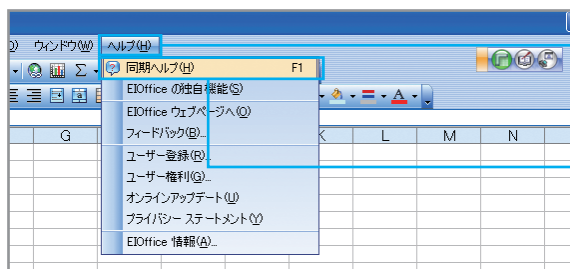 ウィンドウ(W) ヘルプ(H)
同期ヘルプ(H) F1
EIOffice の独自機能(S)
EIOffice ウェブページへ(O)
フィードバック(B)...
ユーザー登録(R)...
ユーザー権利(G)...
オンラインアップデート(U)
プライバシー ステートメント(Y)
EIOffice 情報(A)...
G K L M N